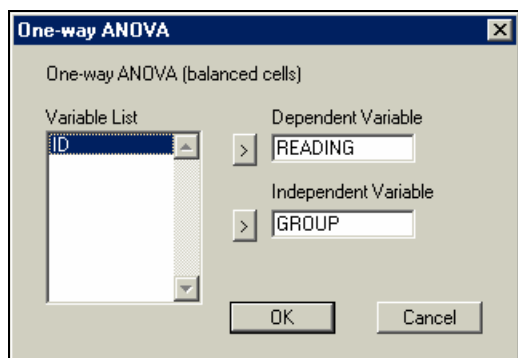 One-way ANOVA
One-way ANOVA (balanced cells)
Variable List
ID
Dependent Variable
> READING
Independent Variable
> GROUP
OK Cancel